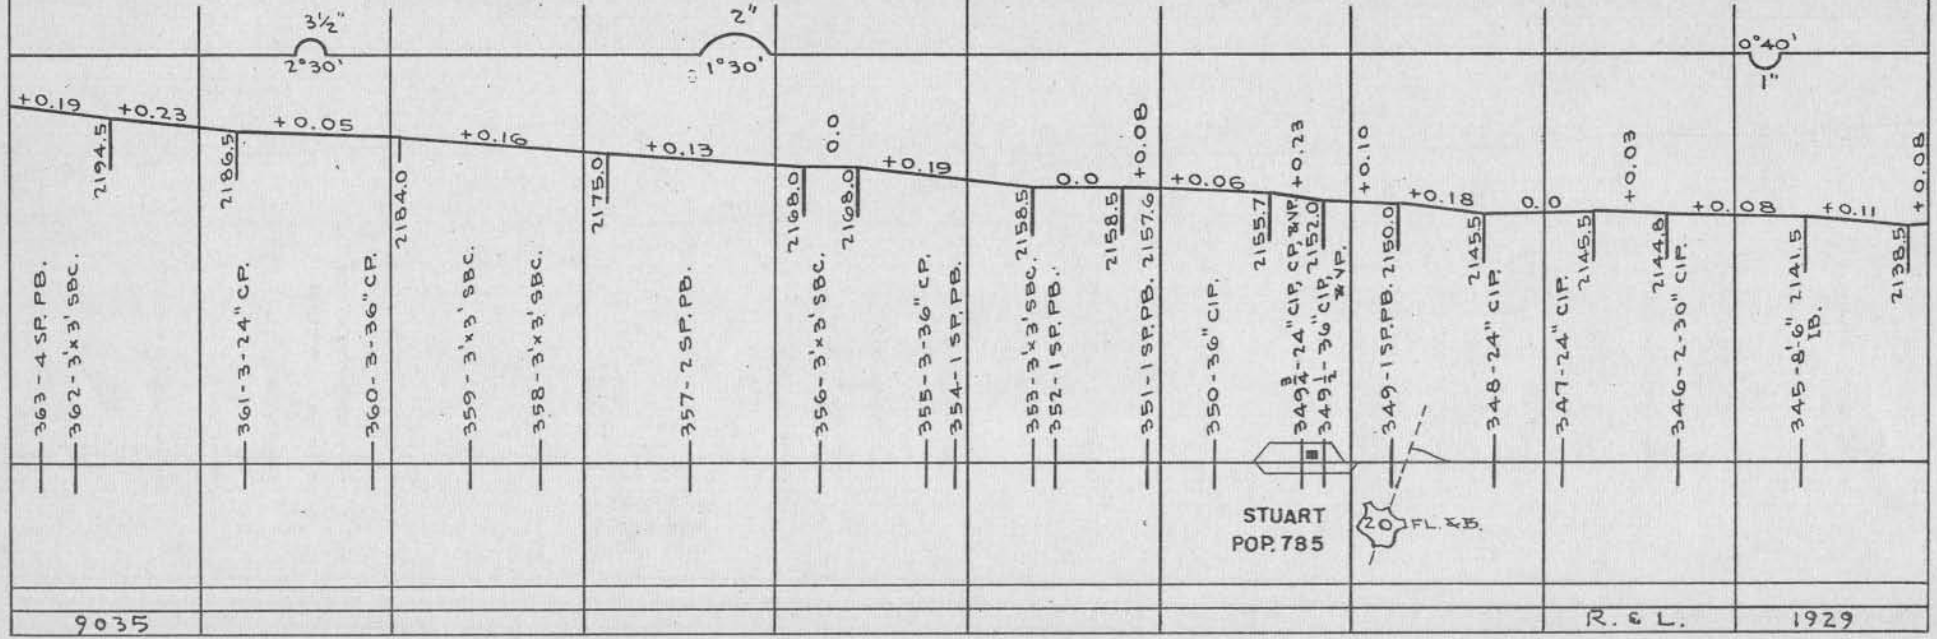 3½"
2°30'
2"
1°30'
0°40'
1"
+0.19
+0.23
+0.05
+0.16
+0.13
0.0
+0.19
0.0
+0.08
+0.06
+0.23
+0.10
+0.18
0.0
+0.03
+0.08
+0.11
+0.08
2194.5
2186.5
2184.0
2175.0
2168.0
2168.0
2158.5
2158.5
2157.6
2155.7
2152.0
2150.0
2145.5
2145.5
2144.8
2141.5
2138.5
363-4 SP. PB.
362-3'x3' SBC.
361-3-24" CP.
360-3-36" CP.
359-3'x3' SBC.
358-3'x3' SBC.
357-2 SP. PB.
356-3'x3' SBC.
355-3-36" CP.
354-1 SP. PB.
353-3'x3' SBC.
352-1 SP. PB.
351-1 SP. PB.
350-36" CIP.
349¾-24" CIP, CP, & VP.
349½-36" CIP, & VP.
349-1 SP. PB.
348-24" CIP.
347-24" CIP.
346-2-30" CIP.
345-8'-6" IB.
STUART
POP. 785
20 FL. & B.
9035
R. & L.
1929